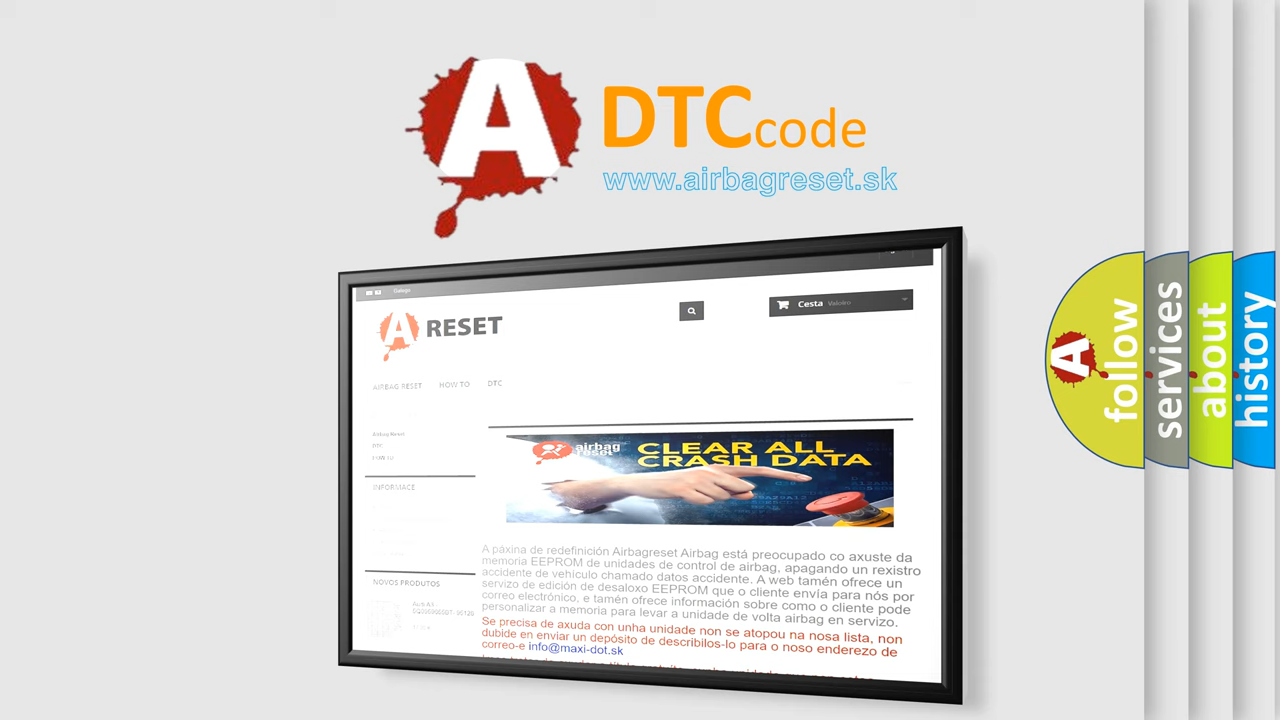 A DTC code
www.airbagreset.sk
Galego
A RESET
Cesta Valeiro
AIRBAG RESET HOW TO DTC
Airbag Reset
DTC
HOW TO
INFORMACE
NOVOS PRODUTOS
airbag
reset
CLEAR ALL
CRASH DATA
A páxina de redefinición Airbagreset Airbag está preocupado co axuste da
memoria EEPROM de unidades de control de airbag, apagando un rexistro
accidente de vehículo chamado datos accidente. A web tamén ofrece un
servizo de edición de desaloxo EEPROM que o cliente envía para nós por
correo electrónico, e tamén ofrece información sobre como o cliente pode
personalizar a memoria para levar a unidade de volta airbag en servizo.
Se precisa de axuda con unha unidade non se atopou na nosa lista, non
dubide en enviar un depósito de describilos-lo para o noso enderezo de
correo-e info@maxi-dot.sk
A follow
services
about
history